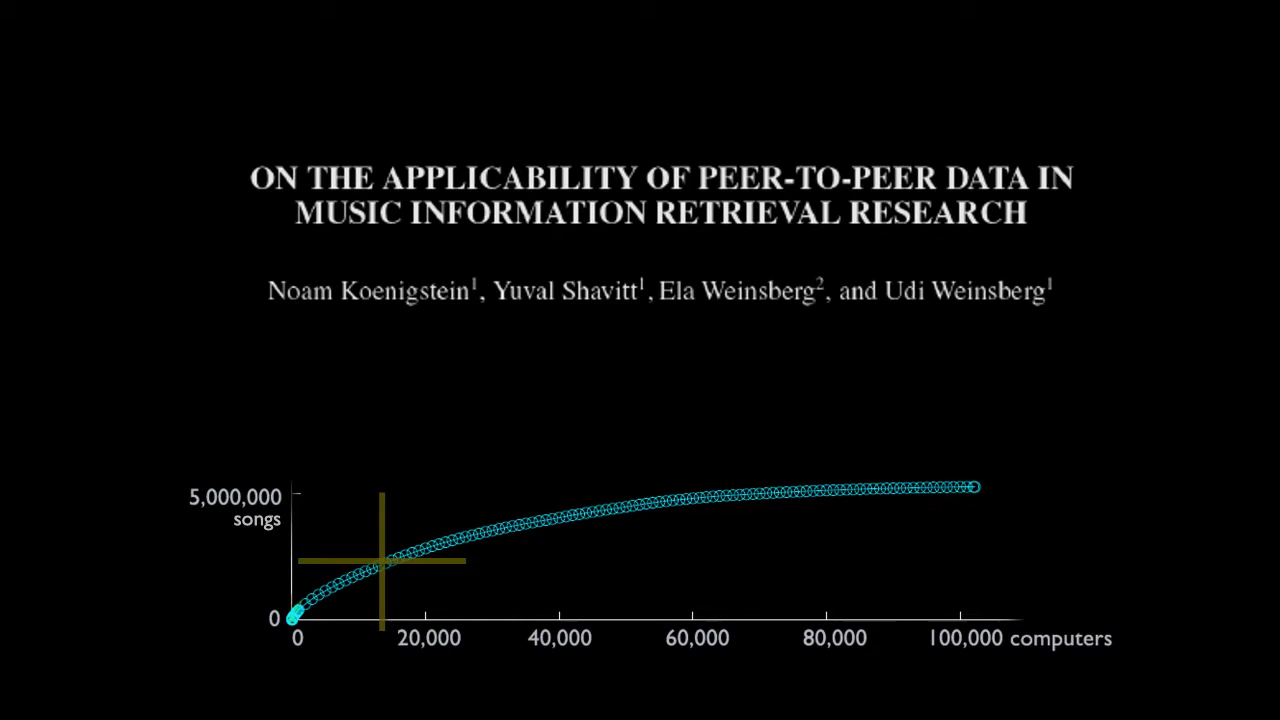 ON THE APPLICABILITY OF PEER-TO-PEER DATA IN
MUSIC INFORMATION RETRIEVAL RESEARCH
Noam Koenigstein¹, Yuval Shavitt¹, Ela Weinsberg², and Udi Weinsberg¹
5,000,000
songs
0
0 20,000 40,000 60,000 80,000 100,000 computers